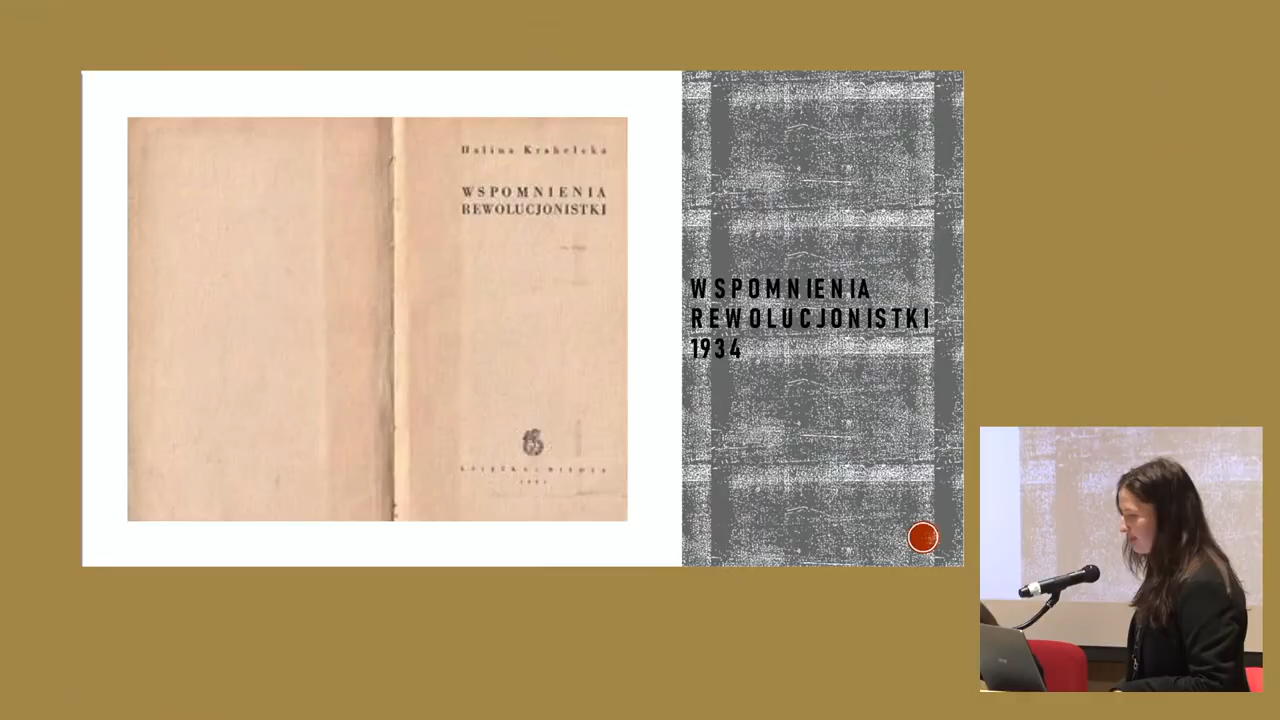 Halina Krahelska
WSPOMNIENIA
REWOLUCJONISTKI
WSPOMNIENIA
REWOLUCJONISTKI
1934